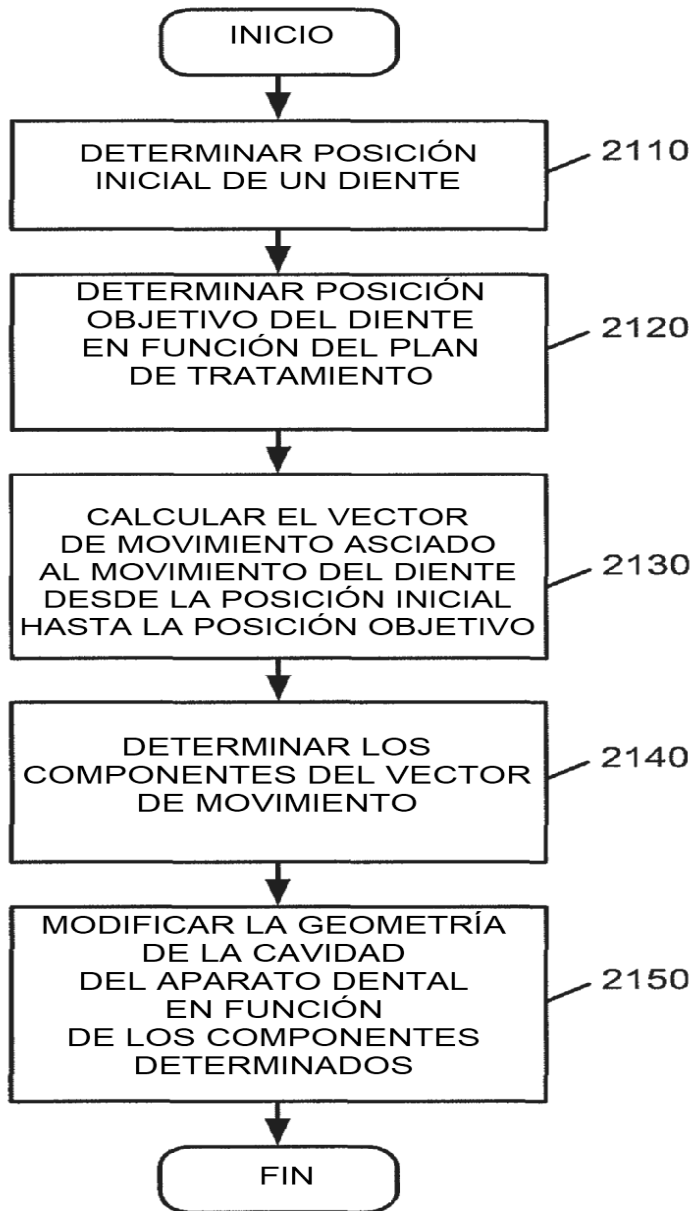 INICIO
DETERMINAR POSICIÓN
INICIAL DE UN DIENTE
2110
DETERMINAR POSICIÓN
OBJETIVO DEL DIENTE
EN FUNCIÓN DEL PLAN
DE TRATAMIENTO
2120
CALCULAR EL VECTOR
DE MOVIMIENTO ASCIADO
AL MOVIMIENTO DEL DIENTE
DESDE LA POSICIÓN INICIAL
HASTA LA POSICIÓN OBJETIVO
2130
DETERMINAR LOS
COMPONENTES DEL VECTOR
DE MOVIMIENTO
2140
MODIFICAR LA GEOMETRÍA
DE LA CAVIDAD
DEL APARATO DENTAL
EN FUNCIÓN
DE LOS COMPONENTES
DETERMINADOS
2150
FIN